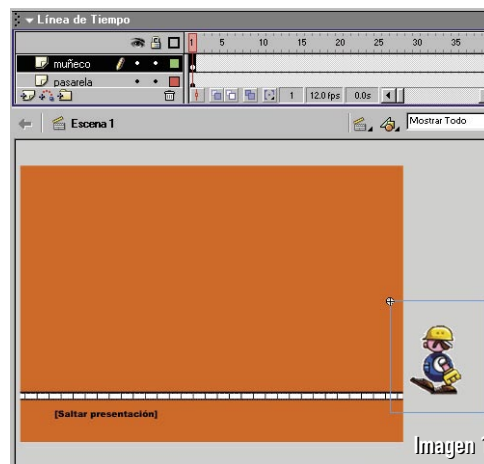 Línea de Tiempo
1 5 10 15 20 25 30 35
muñeco
pasarela
1 12.0 fps 0.0s
Escena 1
Mostrar Todo
[Saltar presentación]
Imagen 1